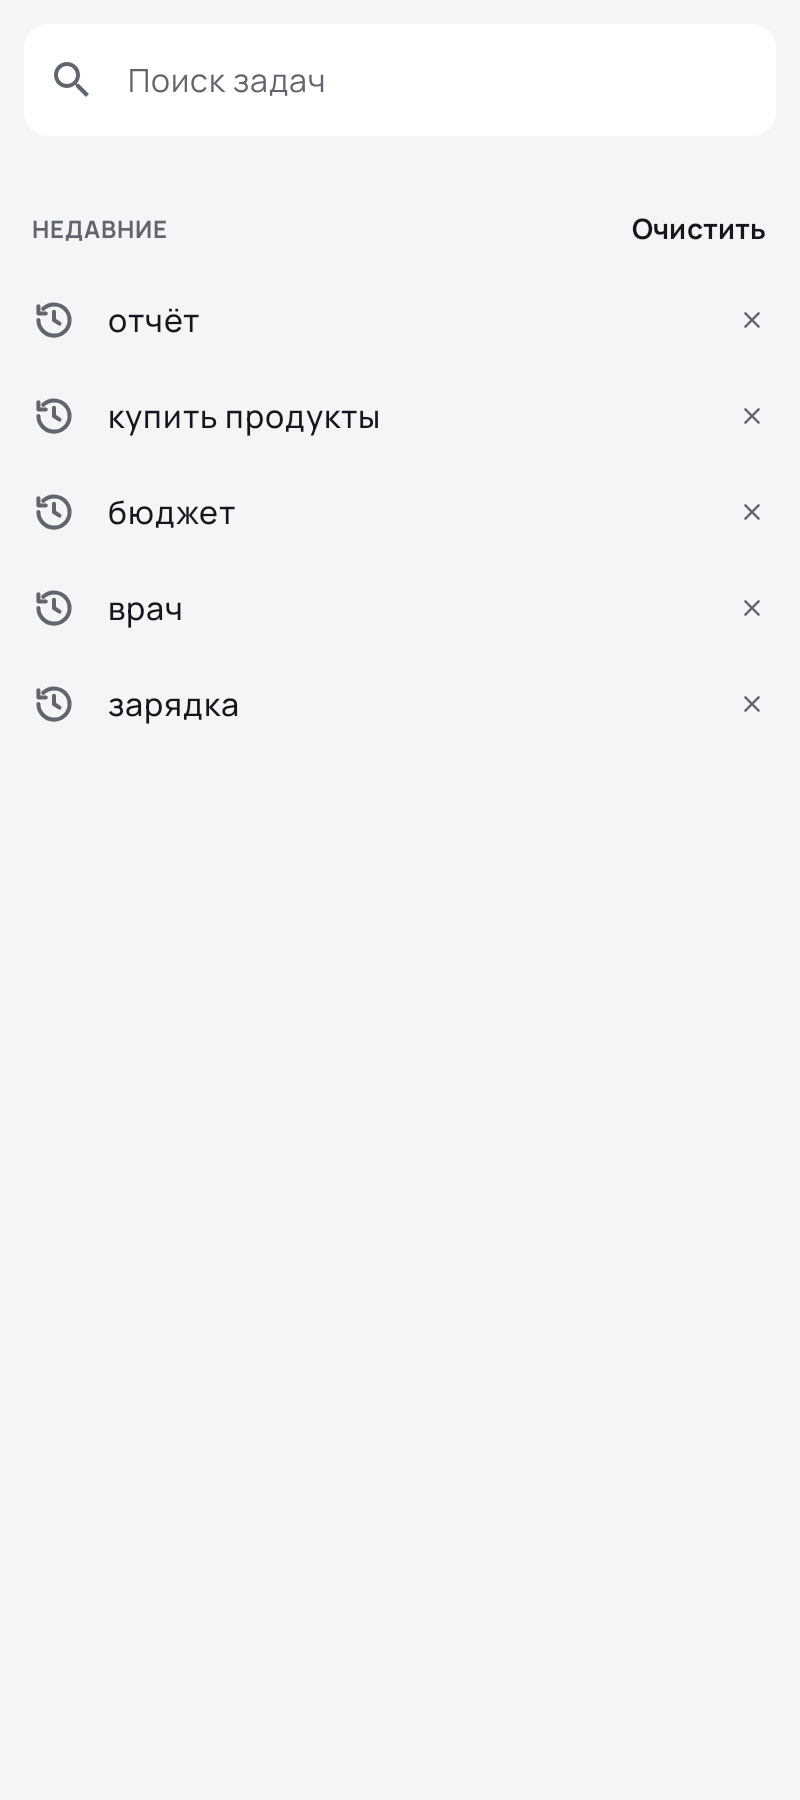 Поиск задач
НЕДАВНИЕ
Очистить
отчёт
купить продукты
бюджет
врач
зарядка